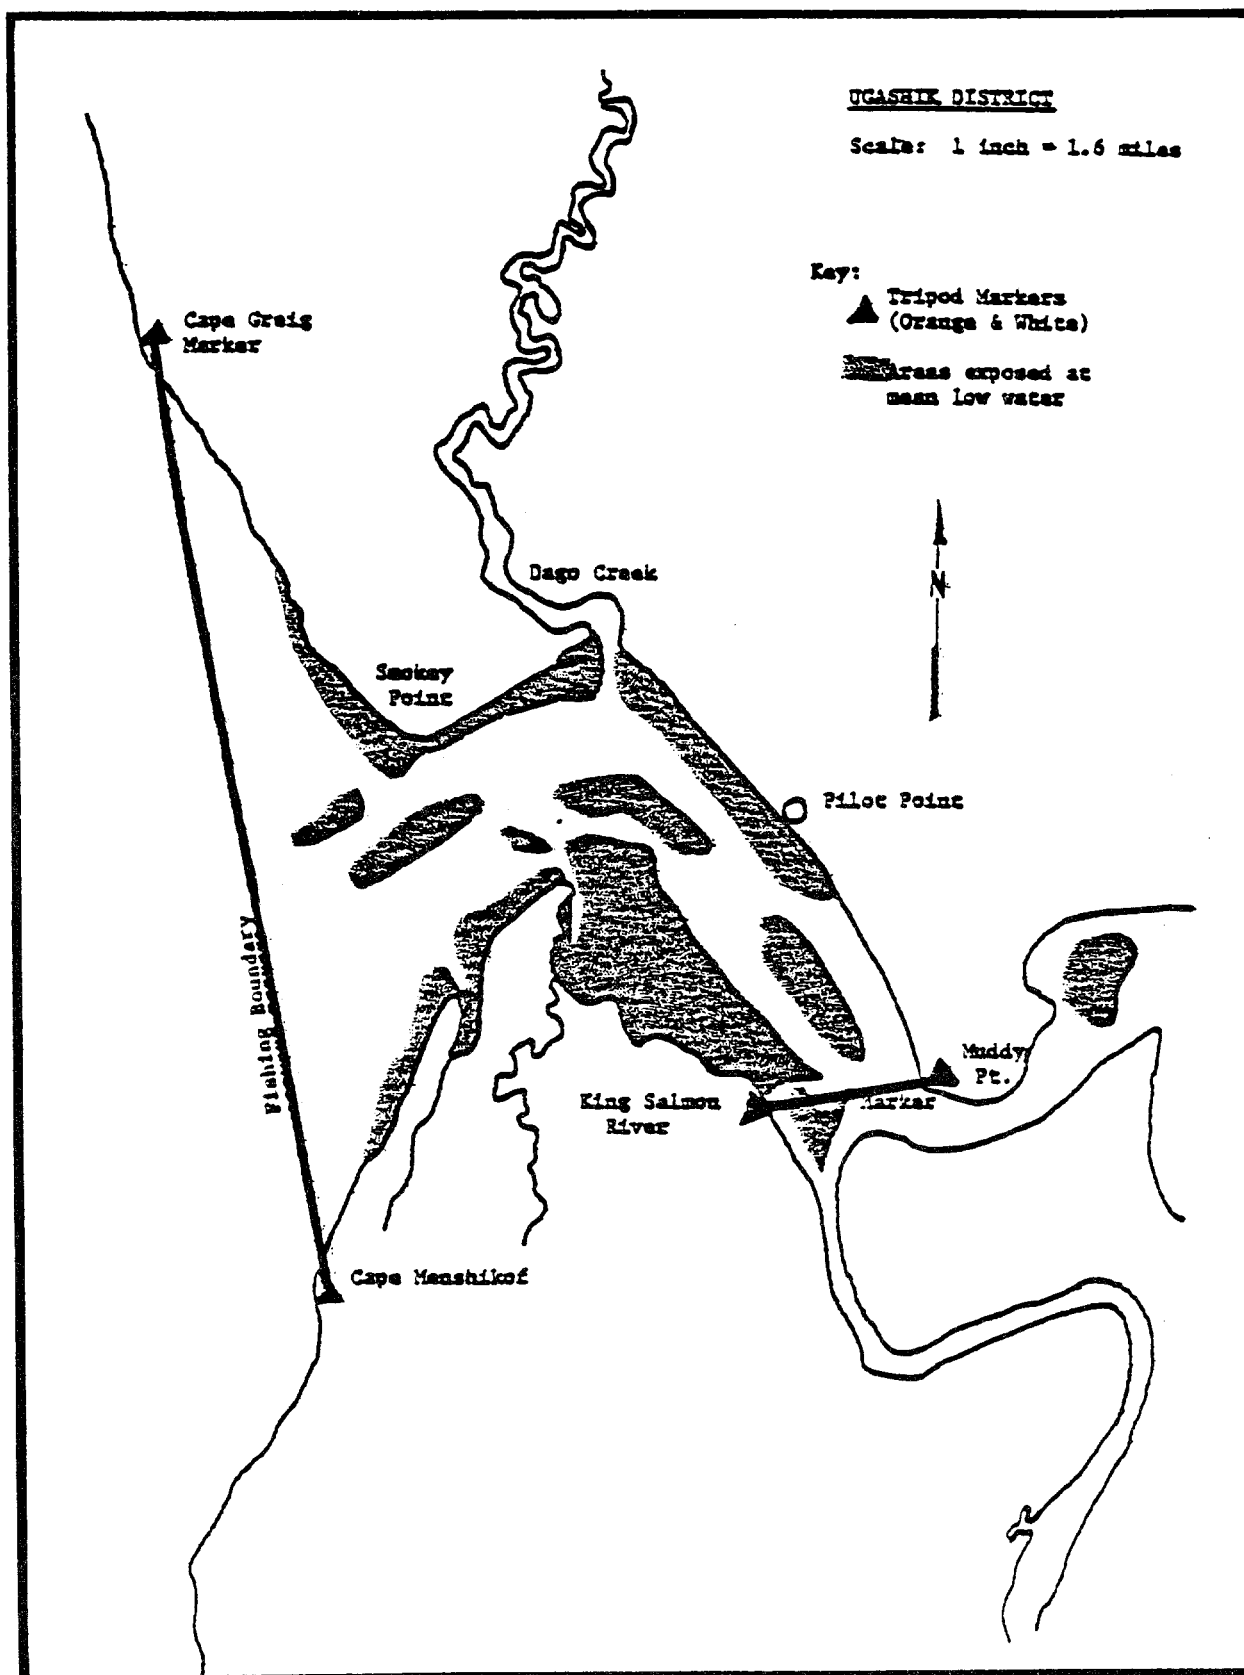 UGASHIK DISTRICT
Scale: 1 inch = 1.6 miles
Key:
Tripod Markers
(Orange & White)
Areas exposed at
mean low water
Cape Greig
Marker
Dago Creek
N
Smokey
Point
Pilot Point
Fishing Boundary
Muddy
Pt.
Marker
King Salmon
River
Cape Menshikof